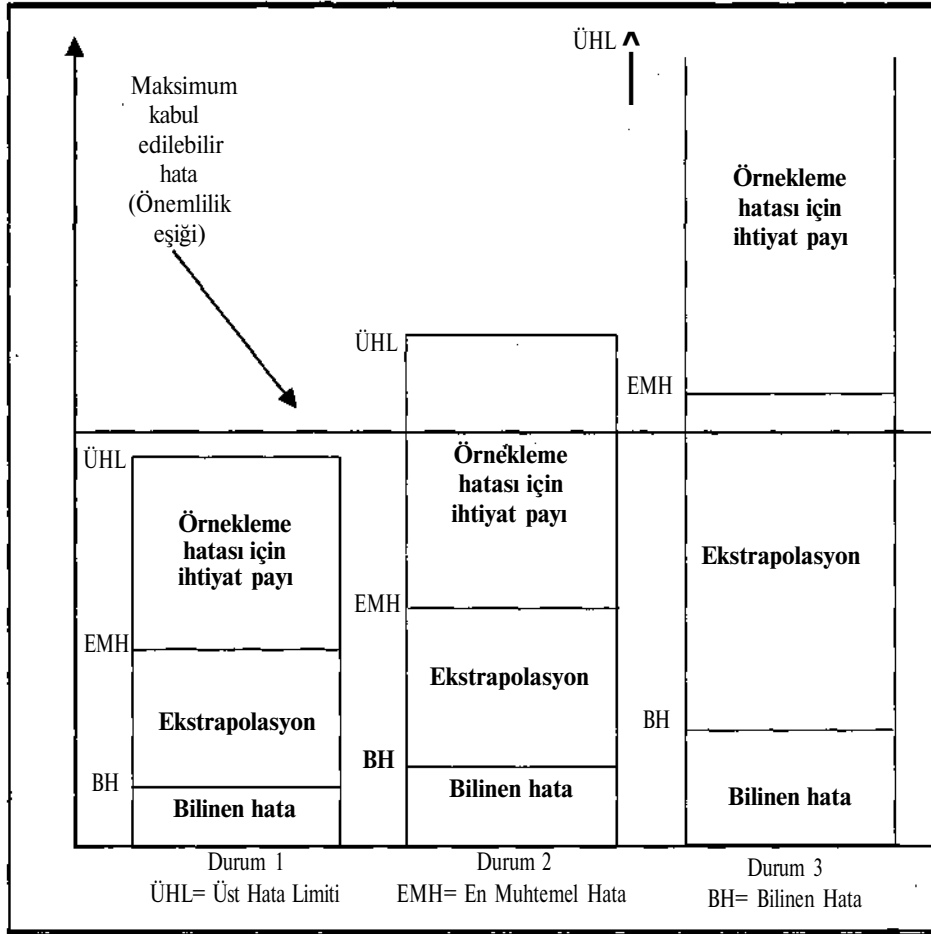 ÜHL
Maksimum
kabul
edilebilir
hata
(Önemlilik
eşiği)
ÜHL
Örnekleme
hatası için
ihtiyat payı
EMH
BH
Ekstrapolasyon
Bilinen hata
Durum 1
ÜHL
Örnekleme
hatası için
ihtiyat payı
EMH
Ekstrapolasyon
BH
Bilinen hata
Durum 2
Örnekleme
hatası için
ihtiyat payı
EMH
Ekstrapolasyon
BH
Bilinen hata
Durum 3
ÜHL= Üst Hata Limiti
EMH= En Muhtemel Hata
BH= Bilinen Hata